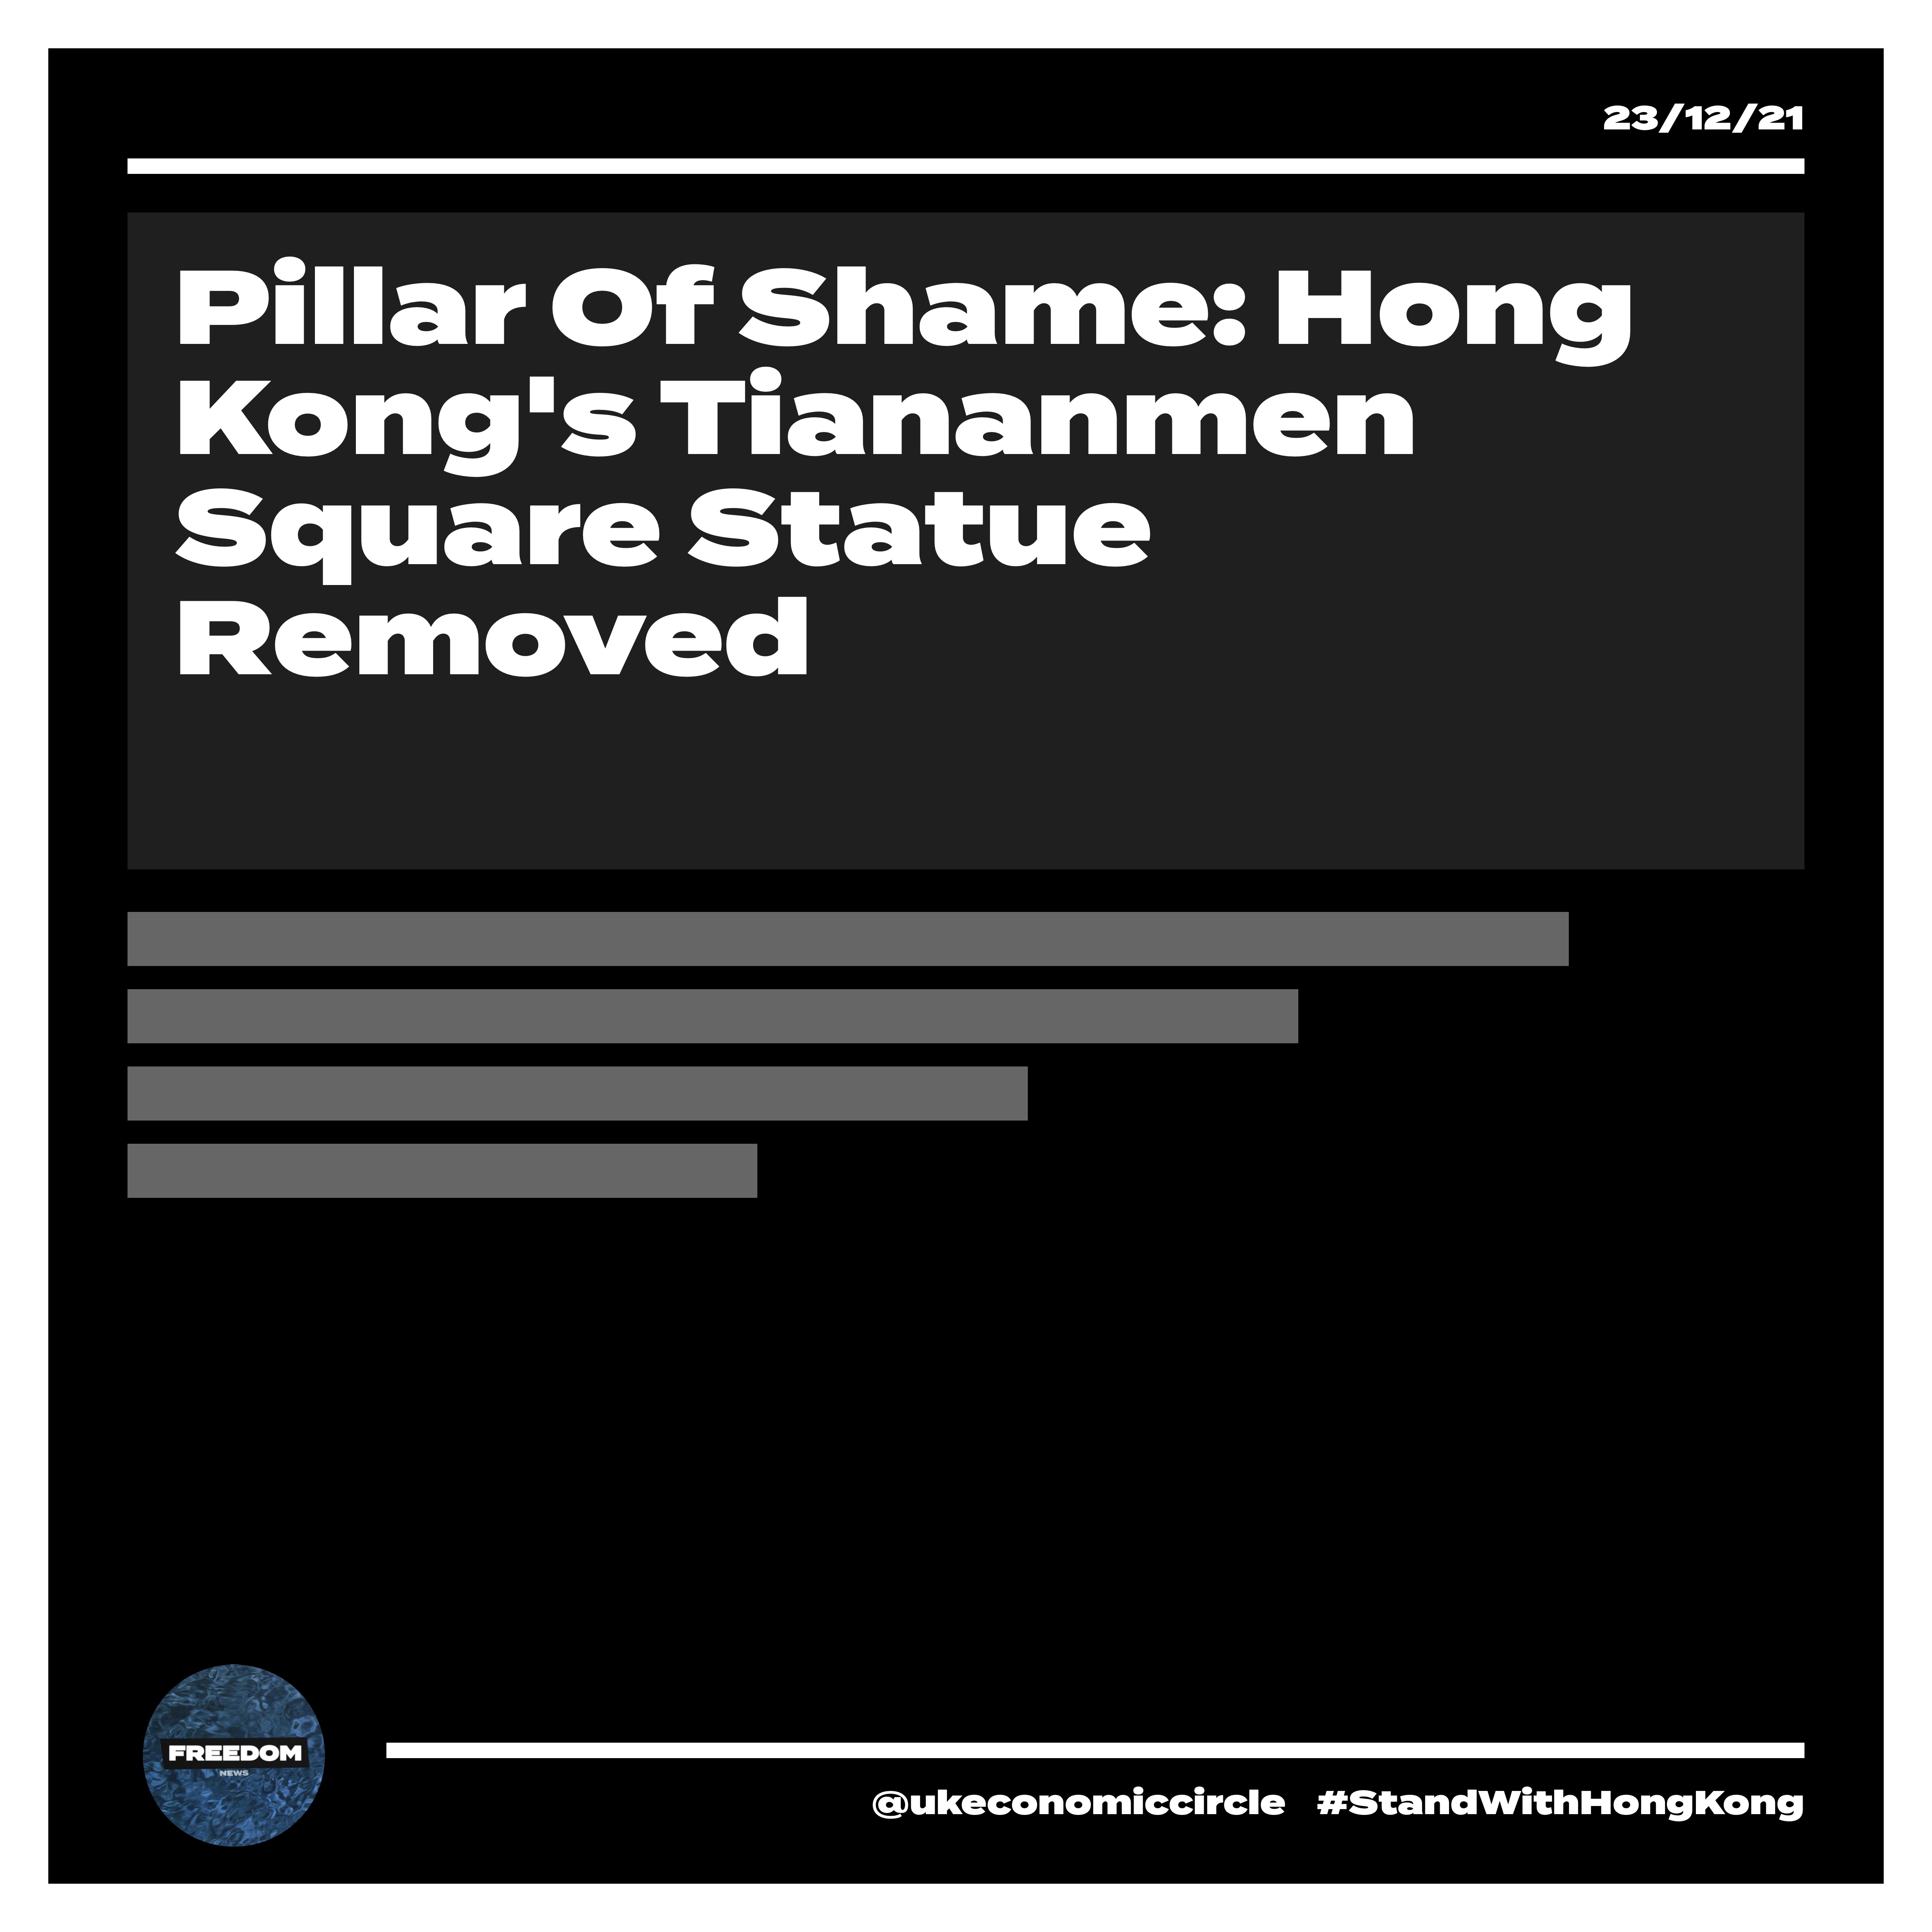 23/12/21
Pillar Of Shame: Hong
Kong's Tiananmen
Square Statue
Removed
FREEDOM
NEWS
@ukeconomiccircle #StandWithHongKong